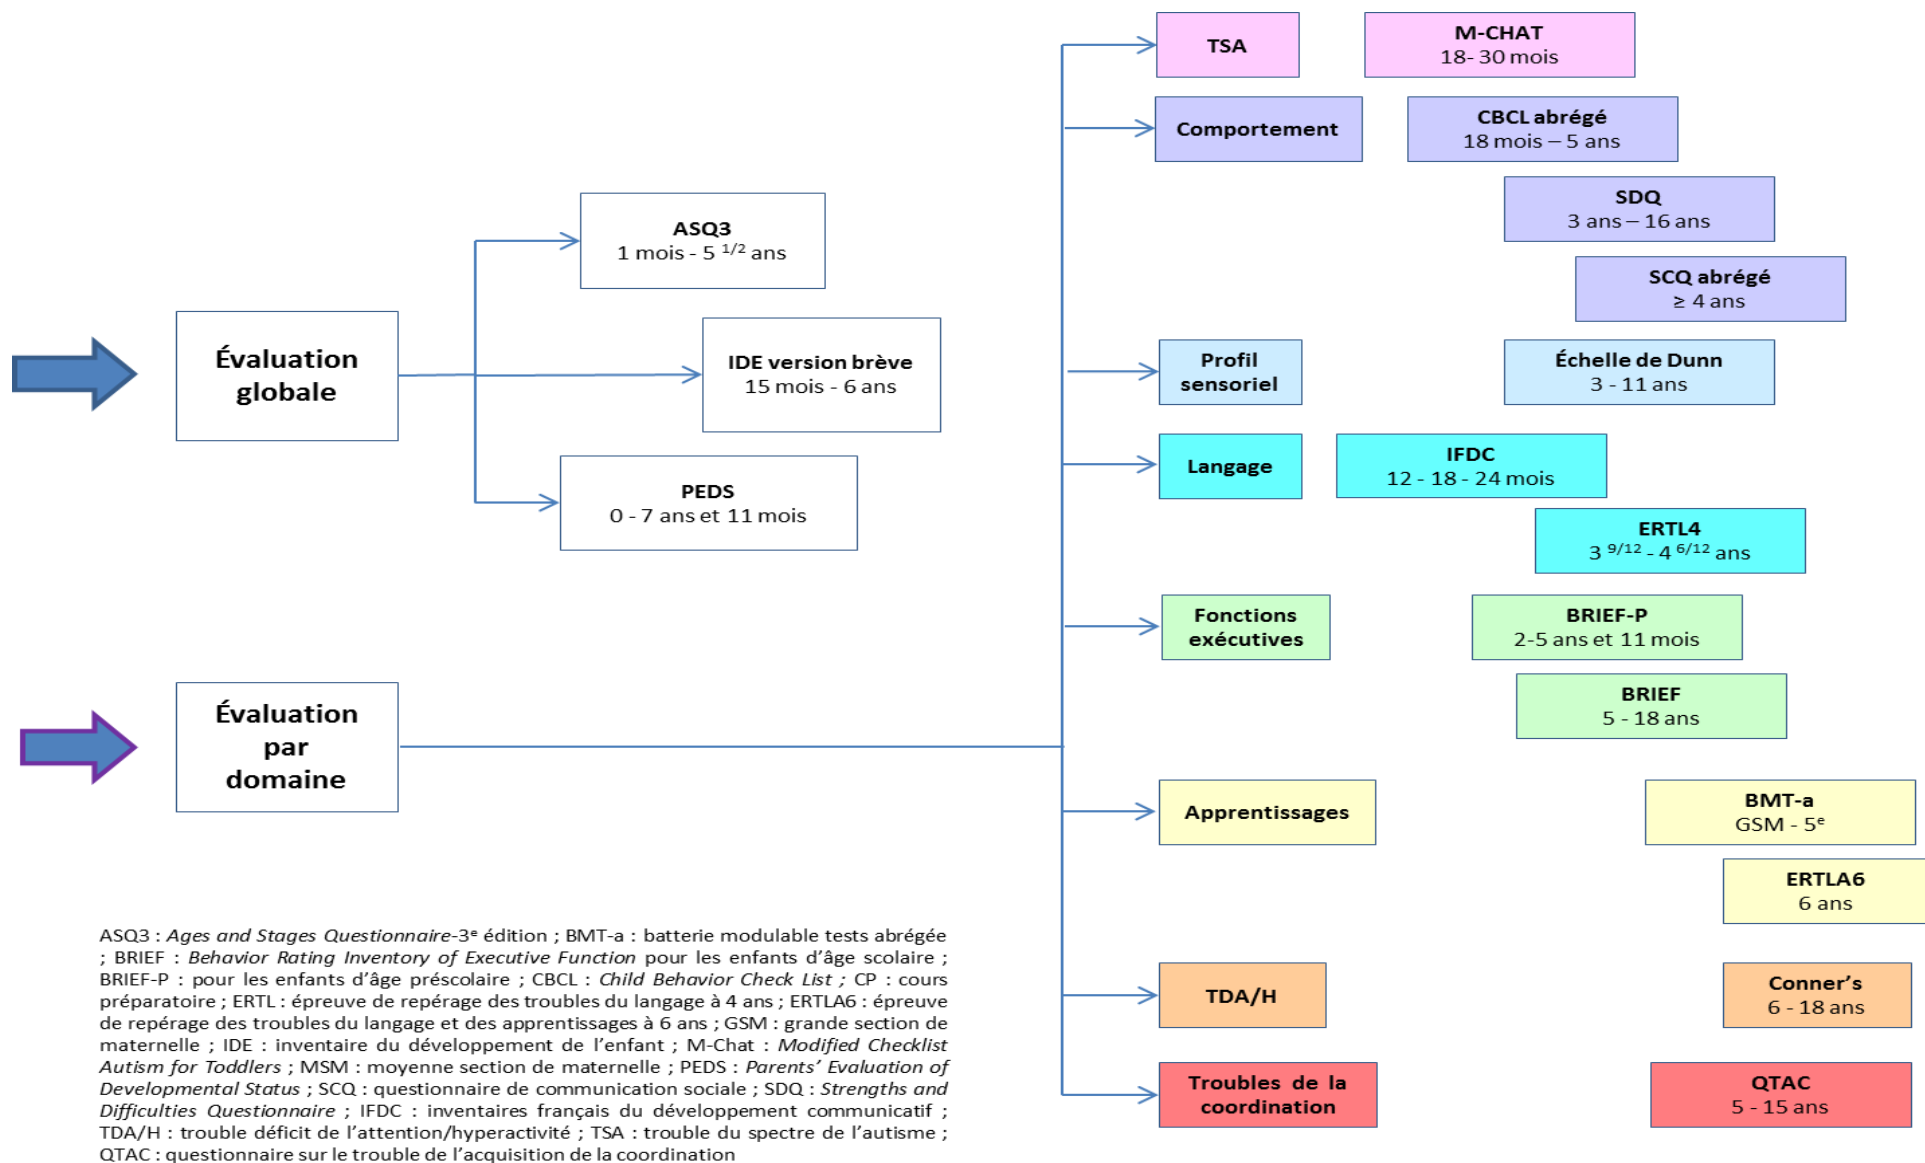 Évaluation
globale
ASQ3
1 mois - 5 1/2 ans
IDE version brève
15 mois - 6 ans
PEDS
0 - 7 ans et 11 mois
Évaluation
par
domaine
TSA
M-CHAT
18- 30 mois
Comportement
CBCL abrégé
18 mois – 5 ans
SDQ
3 ans – 16 ans
SCQ abrégé
≥ 4 ans
Profil
sensoriel
Échelle de Dunn
3 - 11 ans
Langage
IFDC
12 - 18 - 24 mois
ERTL4
3 9/12 - 4 6/12 ans
Fonctions
exécutives
BRIEF-P
2-5 ans et 11 mois
BRIEF
5 - 18 ans
Apprentissages
BMT-a
GSM - 5e
ERTLA6
6 ans
TDA/H
Conner’s
6 - 18 ans
Troubles de la
coordination
QTAC
5 - 15 ans
ASQ3 : Ages and Stages Questionnaire-3e édition ; BMT-a : batterie modulable tests abrégée
; BRIEF : Behavior Rating Inventory of Executive Function pour les enfants d’âge scolaire ;
BRIEF-P : pour les enfants d’âge préscolaire ; CBCL : Child Behavior Check List ; CP : cours
préparatoire ; ERTL : épreuve de repérage des troubles du langage à 4 ans ; ERTLA6 : épreuve
de repérage des troubles du langage et des apprentissages à 6 ans ; GSM : grande section de
maternelle ; IDE : inventaire du développement de l’enfant ; M-Chat : Modified Checklist
Autism for Toddlers ; MSM : moyenne section de maternelle ; PEDS : Parents’ Evaluation of
Developmental Status ; SCQ : questionnaire de communication sociale ; SDQ : Strengths and
Difficulties Questionnaire ; IFDC : inventaires français du développement communicatif ;
TDA/H : trouble déficit de l’attention/hyperactivité ; TSA : trouble du spectre de l’autisme ;
QTAC : questionnaire sur le trouble de l’acquisition de la coordination